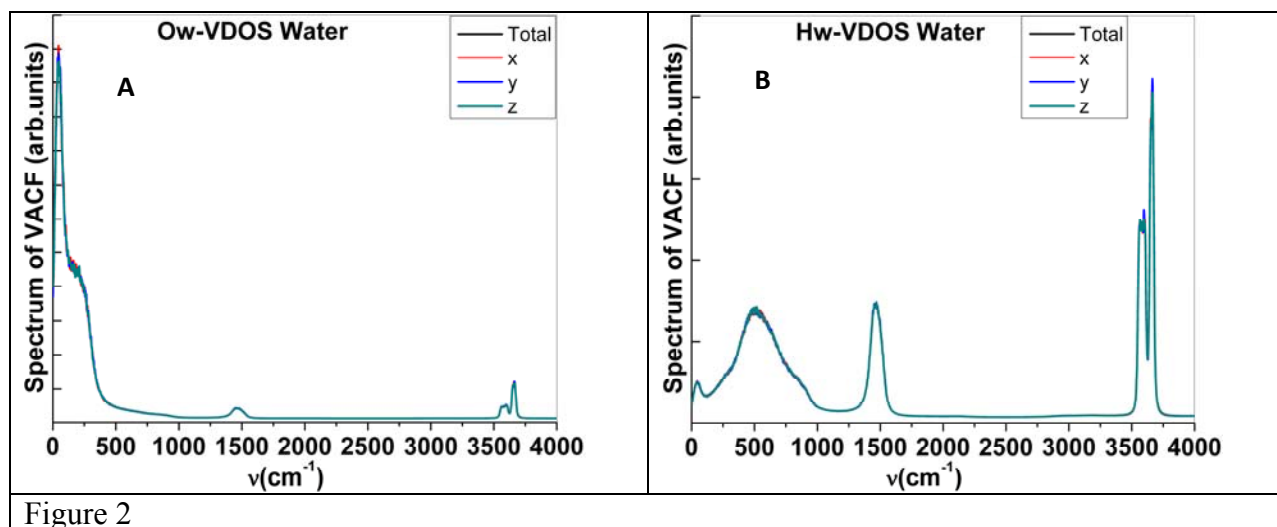 Ow-VDOS Water
Total
x
y
z
A
Spectrum of VACF (arb.units)
0 500 1000 1500 2000 2500 3000 3500 4000
ν(cm⁻¹)
Hw-VDOS Water
Total
x
y
z
B
Spectrum of VACF (arb.units)
0 500 1000 1500 2000 2500 3000 3500 4000
ν(cm⁻¹)
Figure 2